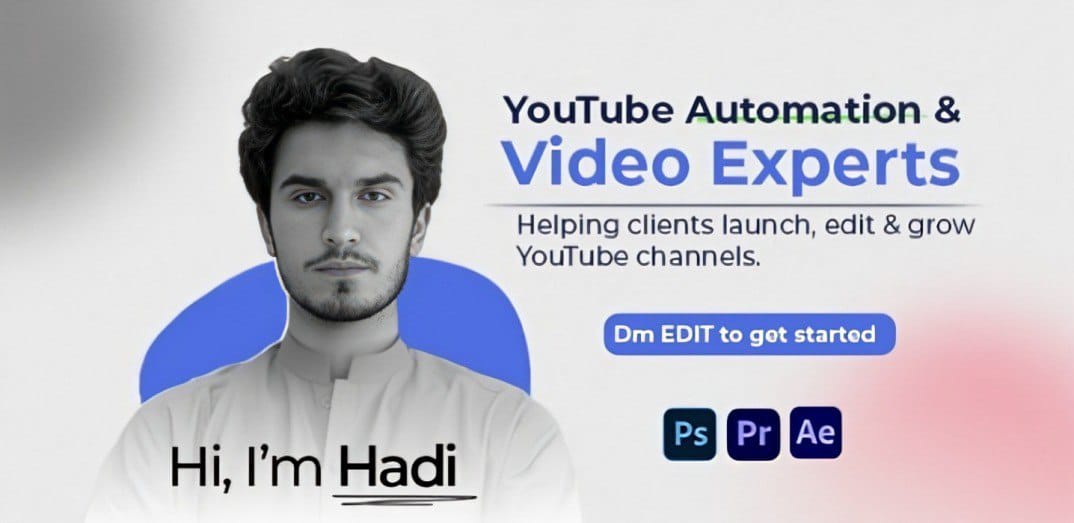 YouTube Automation &
Video Experts
Helping clients launch, edit & grow
YouTube channels.
Dm EDIT to get started
Ps Pr Ae
Hi, I'm Hadi